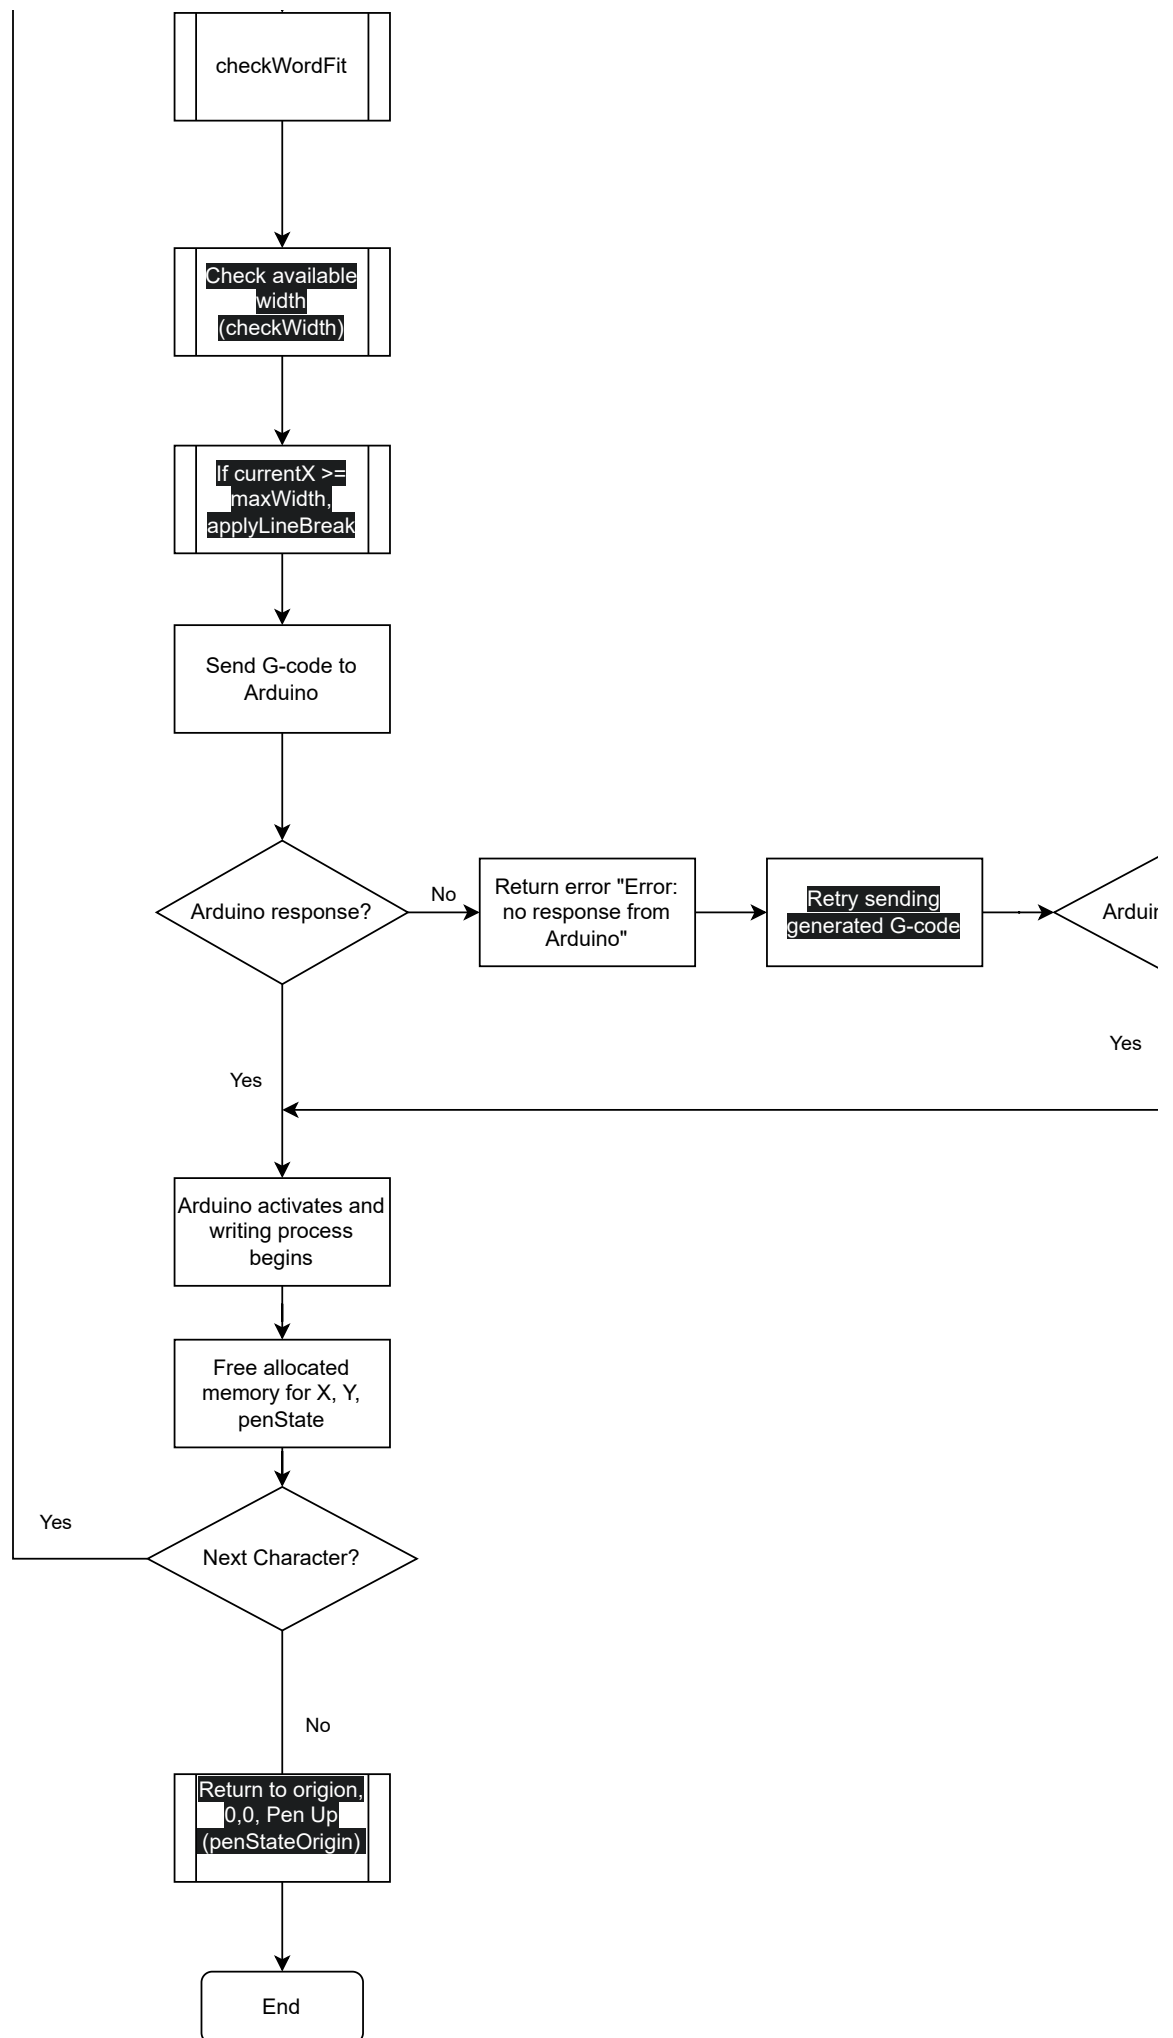 checkWordFit
Check available
width
(checkWidth)
If currentX >=
maxWidth,
applyLineBreak
Send G-code to
Arduino
Arduino response?
No
Return error "Error:
no response from
Arduino"
Retry sending
generated G-code
Yes
Yes
Arduino activates and
writing process
begins
Free allocated
memory for X, Y,
penState
Yes
Next Character?
No
Return to origion,
0,0, Pen Up
(penStateOrigin)
End